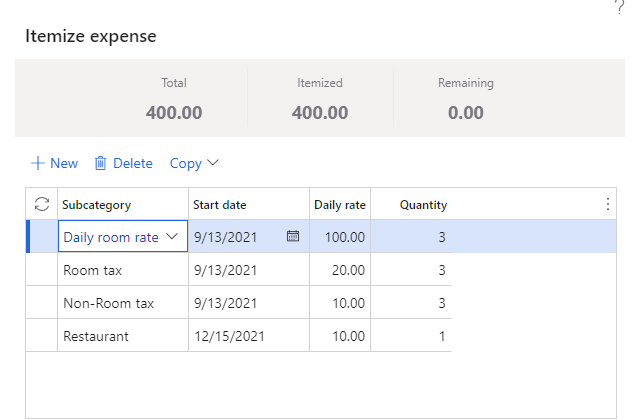 ?
Itemize expense
Total Itemized Remaining
400.00 400.00 0.00
New Delete Copy
Subcategory Start date Daily rate Quantity
Daily room rate 9/13/2021 100.00 3
Room tax 9/13/2021 20.00 3
Non-Room tax 9/13/2021 10.00 3
Restaurant 12/15/2021 10.00 1